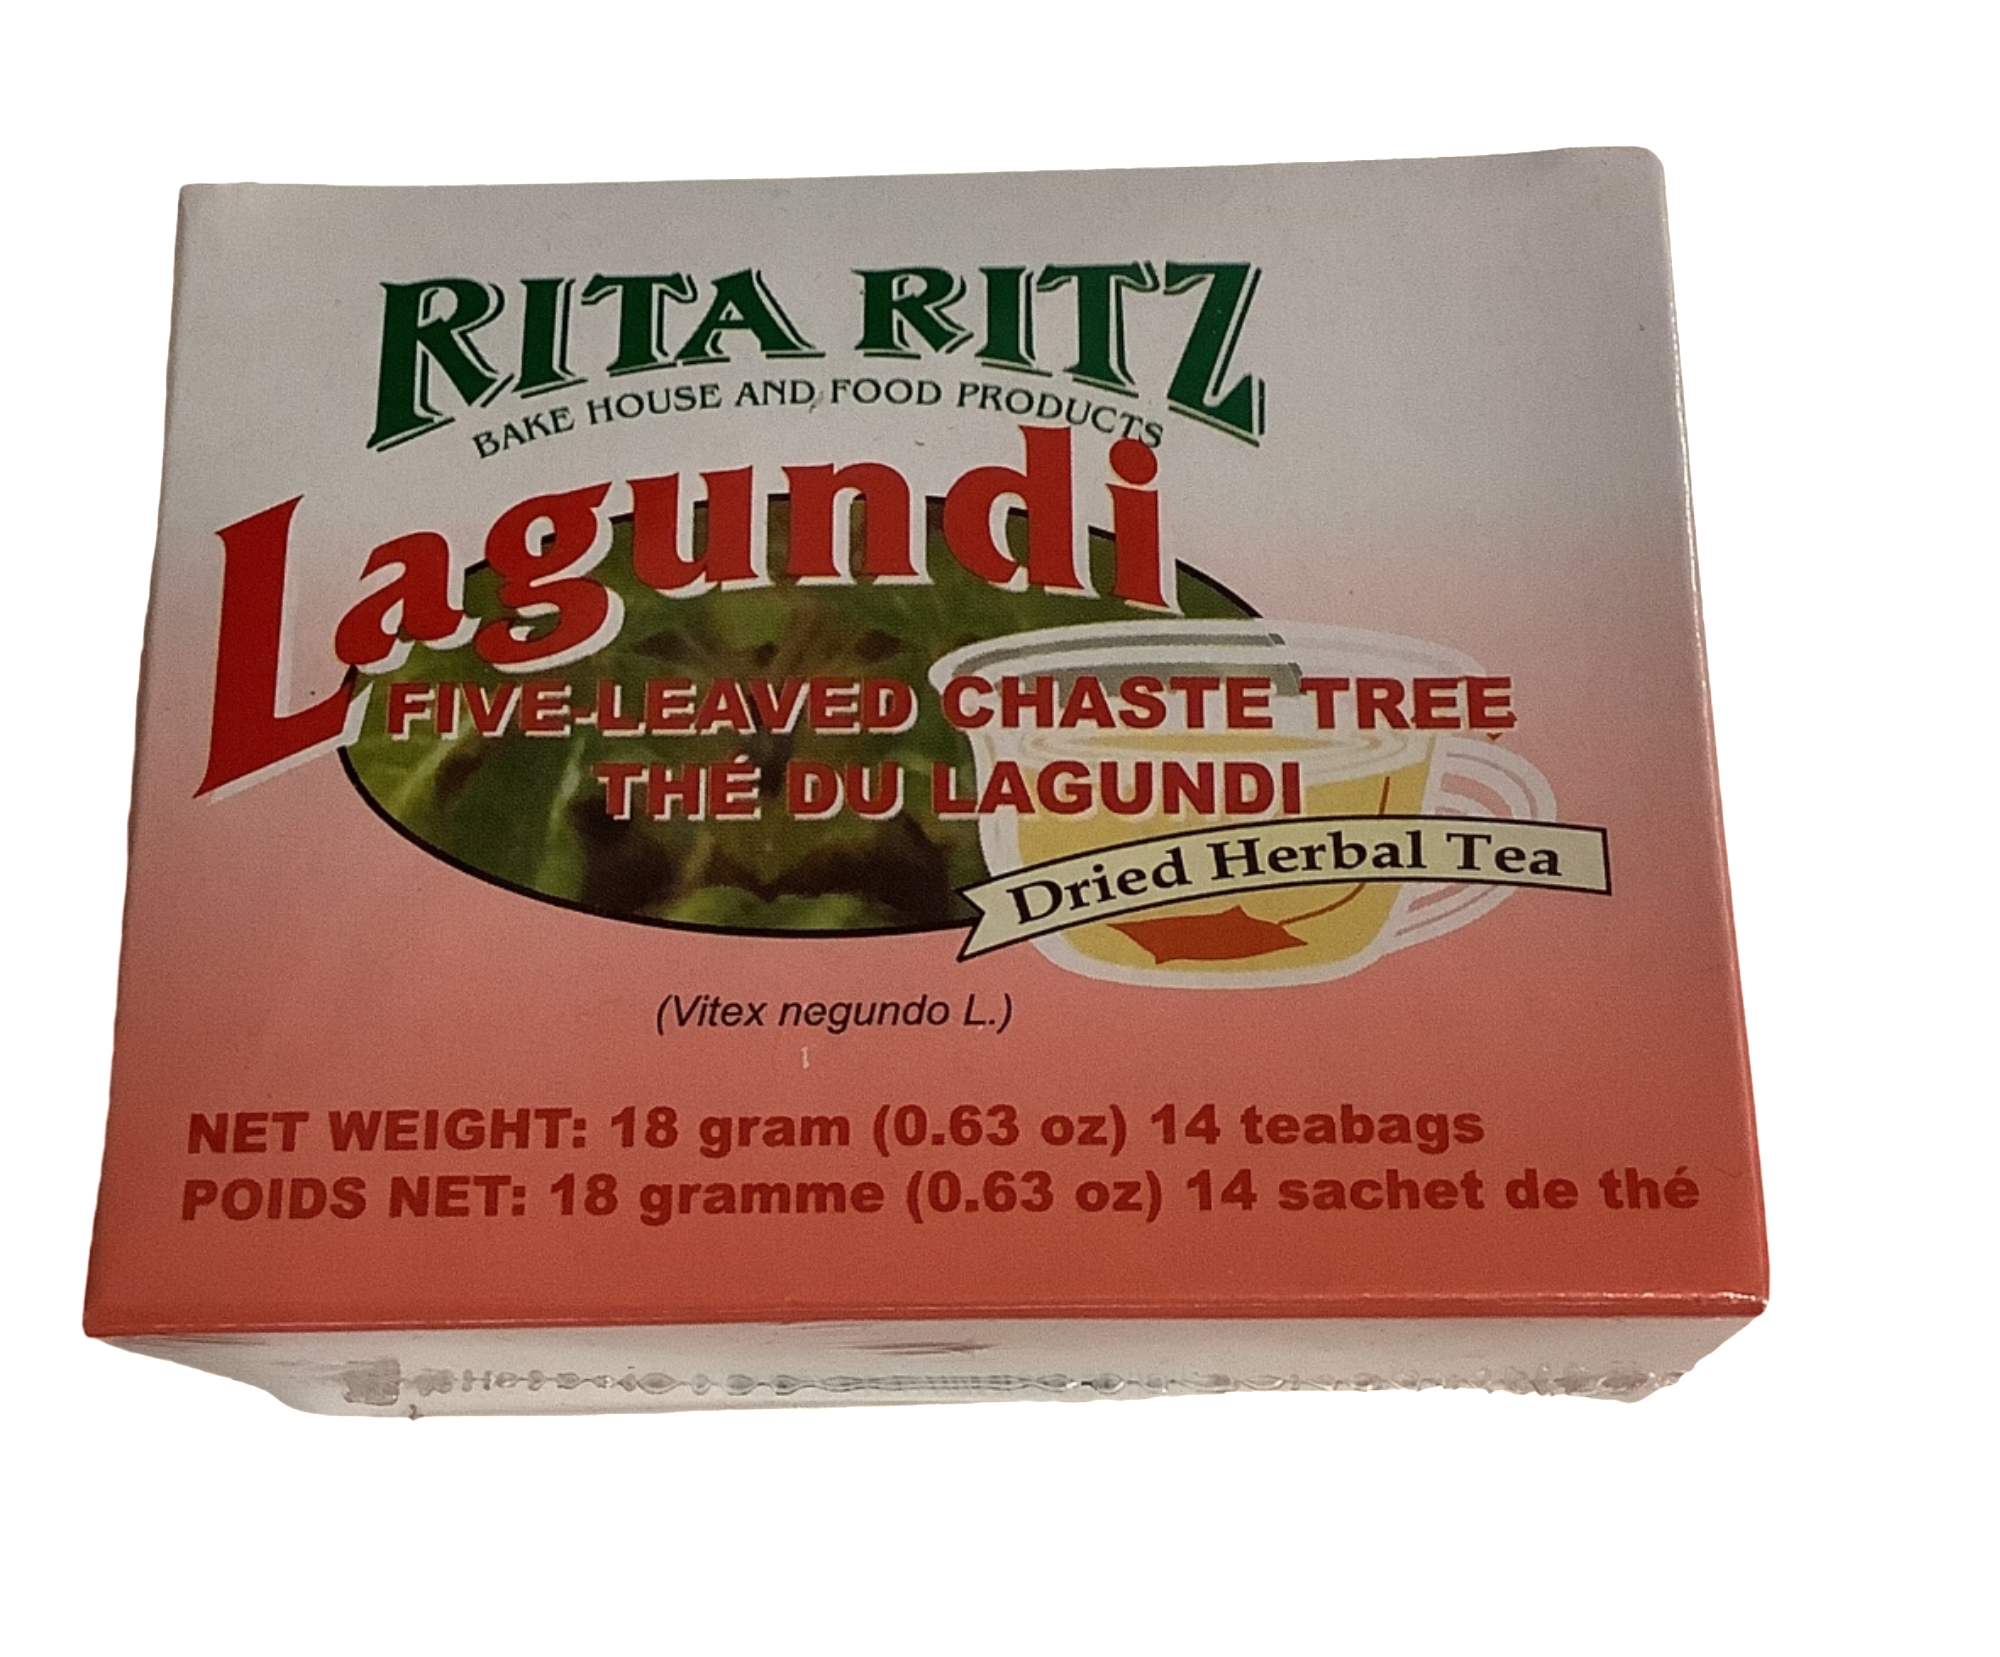 RITA RITZ
BAKE HOUSE AND FOOD PRODUCTS
Lagundi
FIVE-LEAVED CHASTE TREE
THÉ DU LAGUNDI
Dried Herbal Tea
(Vitex negundo L.)
NET WEIGHT: 18 gram (0.63 oz) 14 teabags
POIDS NET: 18 gramme (0.63 oz) 14 sachet de thé